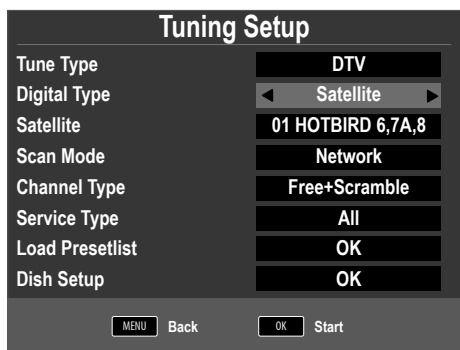 Tuning Setup
Tune Type DTV
Digital Type Satellite
Satellite 01 HOTBIRD 6,7A,8
Scan Mode Network
Channel Type Free+Scramble
Service Type All
Load Presetlist OK
Dish Setup OK
MENU Back OK Start